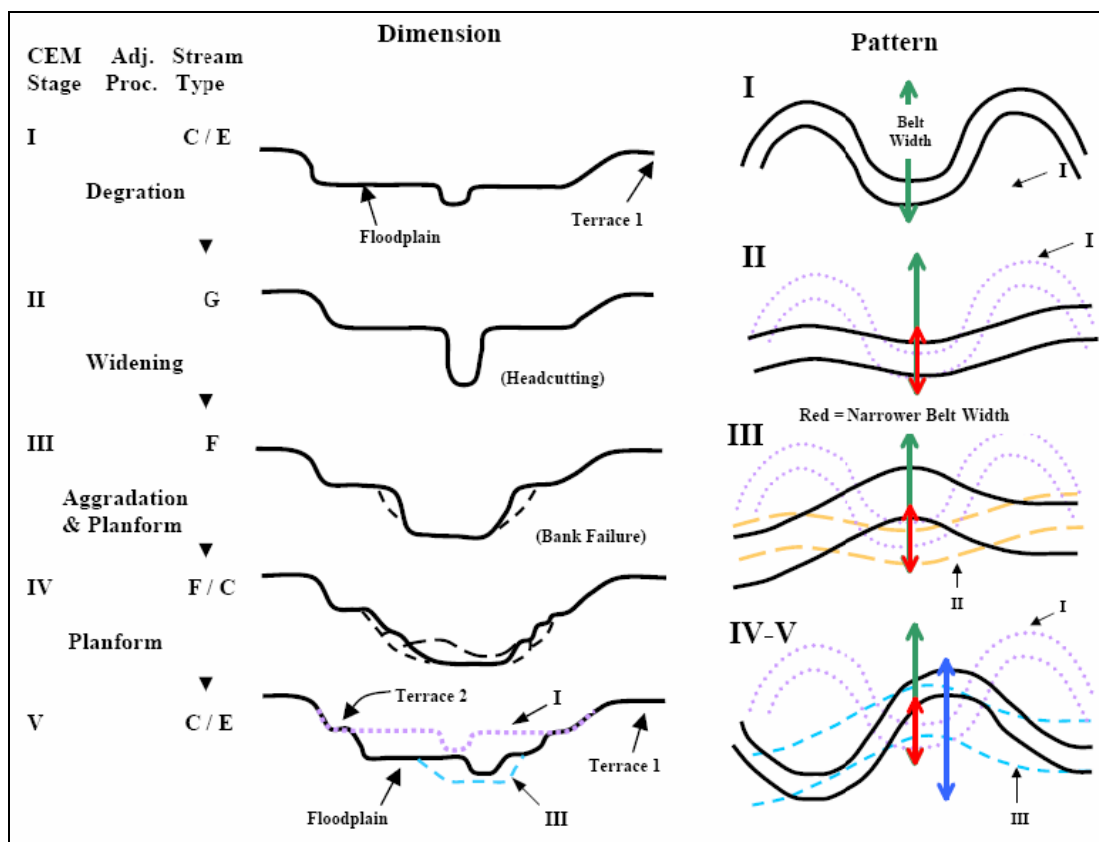 Dimension
CEM Adj. Stream
Stage Proc. Type
I C / E
Degration
Floodplain
Terrace 1
II G
Widening
(Headcutting)
III F
Aggradation
& Planform
(Bank Failure)
IV F / C
Planform
V C / E
Terrace 2
I
Terrace 1
Floodplain
III
Pattern
I
Belt
Width
I
II
I
Red = Narrower Belt Width
III
II
IV-V
I
III